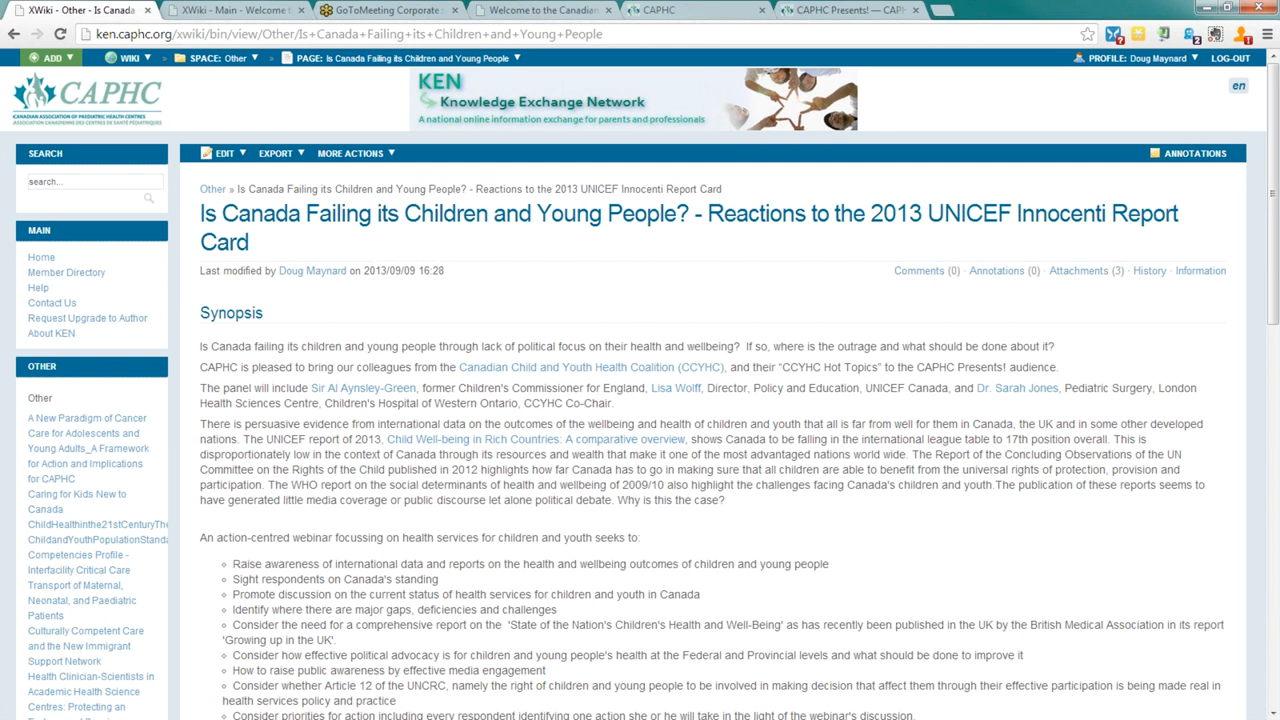 XWiki - Other - Is Canada
XWiki - Main - Welcome t
GoToMeeting Corporate
Welcome to the Canadian
CAPHC
CAPHC Presents! — CAPH
ken.caphc.org/xwiki/bin/view/Other/Is+Canada+Failing+its+Children+and+Young+People
ADD WIKI » SPACE: Other » PAGE: Is Canada Failing its Children and Young People PROFILE: Doug Maynard LOG-OUT
CAPHC
CANADIAN ASSOCIATION OF PAEDIATRIC HEALTH CENTRES
ASSOCIATION CANADIENNE DES CENTRES DE SANTÉ PÉDIATRIQUES
KEN
Knowledge Exchange Network
A national online information exchange for parents and professionals
en
SEARCH
search...
MAIN
Home
Member Directory
Help
Contact Us
Request Upgrade to Author
About KEN
OTHER
Other
A New Paradigm of Cancer
Care for Adolescents and
Young Adults_A Framework
for Action and Implications
for CAPHC
Caring for Kids New to
Canada
ChildHealthinthe21stCenturyThe
ChildandYouthPopulationStanda
Competencies Profile -
Interfacility Critical Care
Transport of Maternal,
Neonatal, and Paediatric
Patients
Culturally Competent Care
and the New Immigrant
Support Network
Health Clinician-Scientists in
Academic Health Science
Centres: Protecting an
EDIT EXPORT MORE ACTIONS ANNOTATIONS
Other » Is Canada Failing its Children and Young People? - Reactions to the 2013 UNICEF Innocenti Report Card
Is Canada Failing its Children and Young People? - Reactions to the 2013 UNICEF Innocenti Report
Card
Last modified by Doug Maynard on 2013/09/09 16:28
Comments (0) · Annotations (0) · Attachments (3) · History · Information
Synopsis
Is Canada failing its children and young people through lack of political focus on their health and wellbeing? If so, where is the outrage and what should be done about it?
CAPHC is pleased to bring our colleagues from the Canadian Child and Youth Health Coalition (CCYHC), and their “CCYHC Hot Topics” to the CAPHC Presents! audience.
The panel will include Sir Al Aynsley-Green, former Children's Commissioner for England, Lisa Wolff, Director, Policy and Education, UNICEF Canada, and Dr. Sarah Jones, Pediatric Surgery, London
Health Sciences Centre, Children's Hospital of Western Ontario, CCYHC Co-Chair.
There is persuasive evidence from international data on the outcomes of the wellbeing and health of children and youth that all is far from well for them in Canada, the UK and in some other developed
nations. The UNICEF report of 2013, Child Well-being in Rich Countries: A comparative overview, shows Canada to be falling in the international league table to 17th position overall. This is
disproportionately low in the context of Canada through its resources and wealth that make it one of the most advantaged nations world wide. The Report of the Concluding Observations of the UN
Committee on the Rights of the Child published in 2012 highlights how far Canada has to go in making sure that all children are able to benefit from the universal rights of protection, provision and
participation. The WHO report on the social determinants of health and wellbeing of 2009/10 also highlight the challenges facing Canada's children and youth.The publication of these reports seems to
have generated little media coverage or public discourse let alone political debate. Why is this the case?
An action-centred webinar focussing on health services for children and youth seeks to:
Raise awareness of international data and reports on the health and wellbeing outcomes of children and young people
Sight respondents on Canada's standing
Promote discussion on the current status of health services for children and youth in Canada
Identify where there are major gaps, deficiencies and challenges
Consider the need for a comprehensive report on the 'State of the Nation's Children's Health and Well-Being' as has recently been published in the UK by the British Medical Association in its report
'Growing up in the UK'.
Consider how effective political advocacy is for children and young people's health at the Federal and Provincial levels and what should be done to improve it
How to raise public awareness by effective media engagement
Consider whether Article 12 of the UNCRC, namely the right of children and young people to be involved in making decision that affect them through their effective participation is being made real in
health services policy and practice
Consider priorities for action including every respondent identifying one action she or he will take in the light of the webinar's discussion.